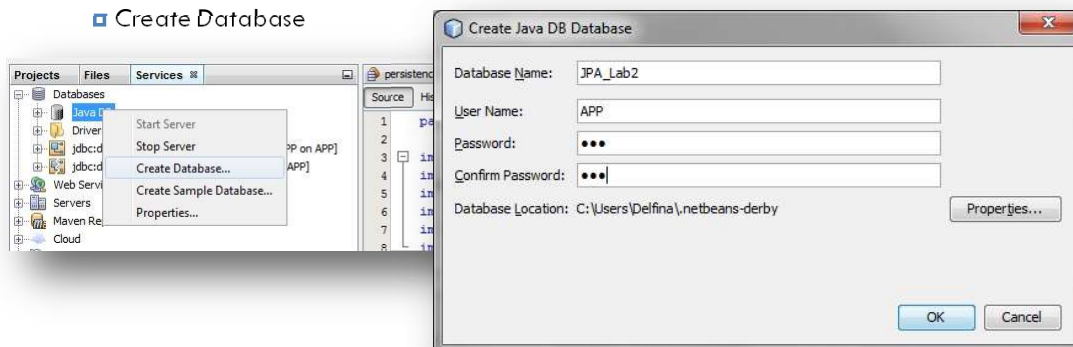 Create Database
Projects Files Services
Databases
Java
Driver
jdbc:d PP on APP]
jdbc:d APP]
Web Servi
Servers
Maven Re
Cloud
Start Server
Stop Server
Create Database...
Create Sample Database...
Properties...
persistenc
Source His
1 pa
2
3 im
4 im
5 im
6 im
7 im
8 im
Create Java DB Database
Database Name: JPA_Lab2
User Name: APP
Password: •••
Confirm Password: •••
Database Location: C:\Users\Delfina\.netbeans-derby
Properties...
OK Cancel